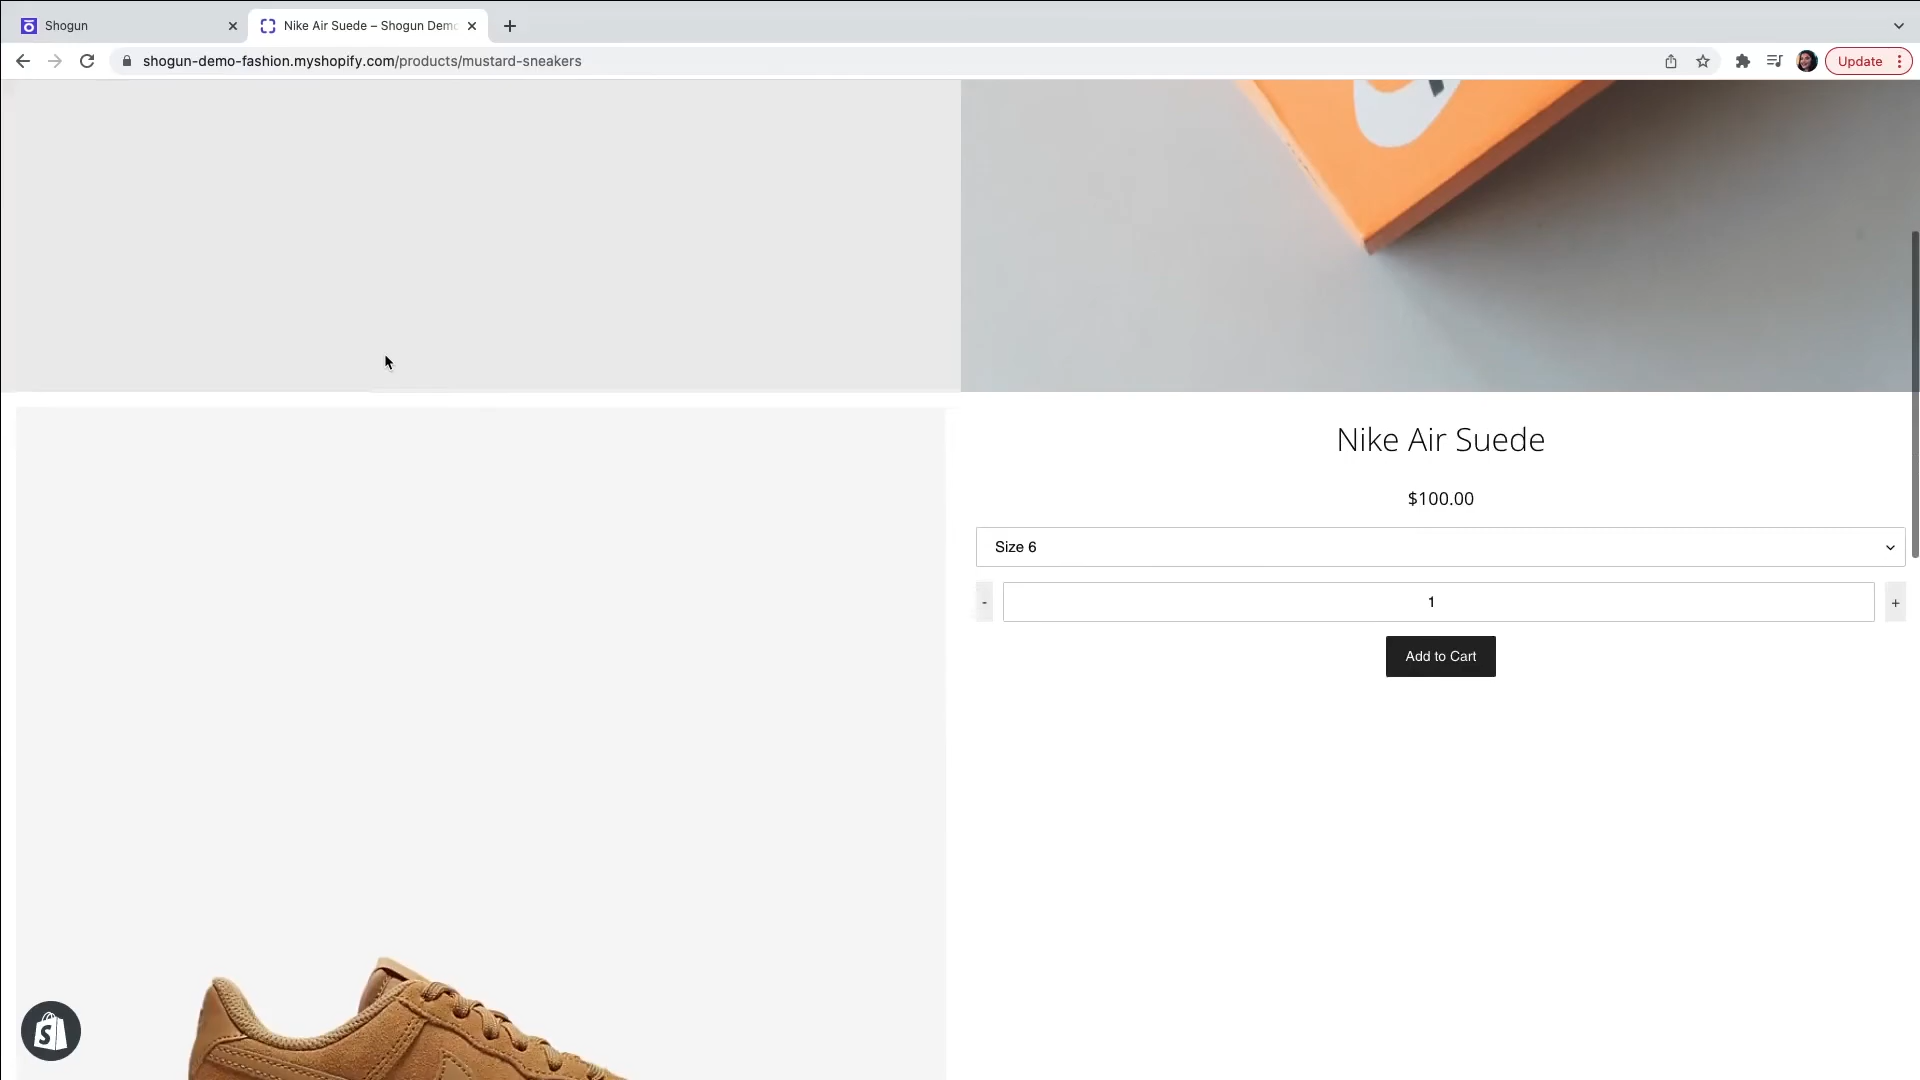 Shogun
Nike Air Suede – Shogun Dem
shogun-demo-fashion.myshopify.com/products/mustard-sneakers
Update
Nike Air Suede
$100.00
Size 6
- 1 +
Add to Cart